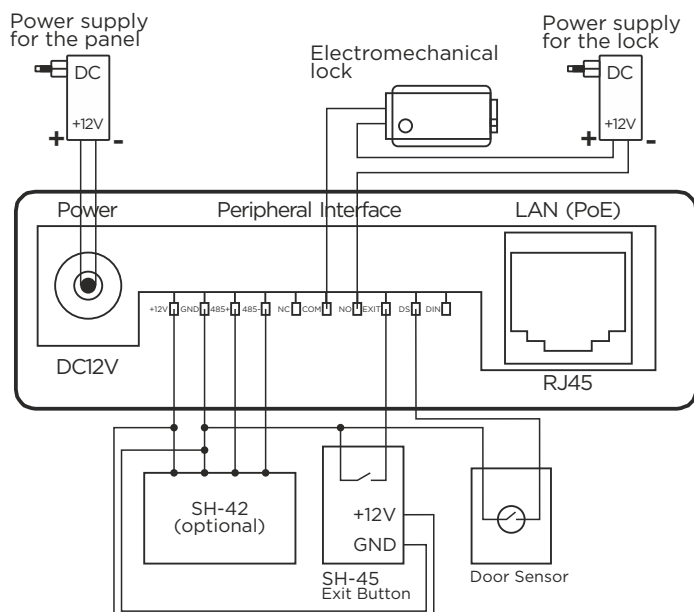 Power supply
for the panel
Electromechanical
lock
Power supply
for the lock
DC
+12V
+ -
DC
+12V
+ -
Power
Peripheral Interface
LAN (PoE)
+12V GND 485+ 485- NC COM NO EXIT DS DIN
DC12V
RJ45
SH-42
(optional)
+12V
GND
SH-45
Exit Button
Door Sensor